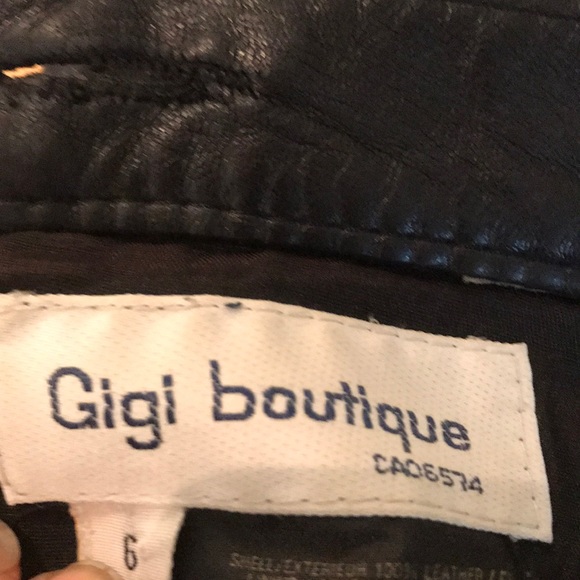 Gigi boutique
CA06574
6
SHELL/EXTERIEUR 100% LEATHER